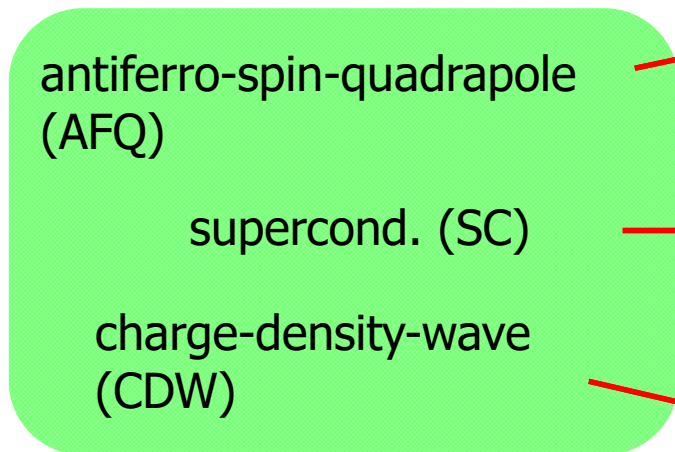 antiferro-spin-quadrapole
(AFQ)
supercond. (SC)
charge-density-wave
(CDW)